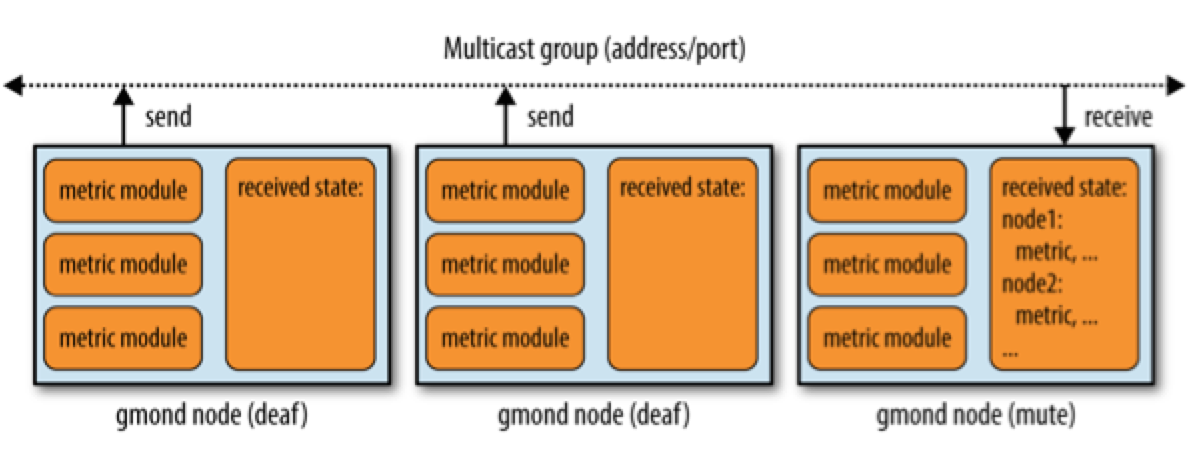 Multicast group (address/port)
send
send
receive
metric module
metric module
metric module
received state:
metric module
metric module
metric module
received state:
metric module
metric module
metric module
received state:
node1:
metric, ...
node2:
metric, ...
...
gmond node (deaf)
gmond node (deaf)
gmond node (mute)